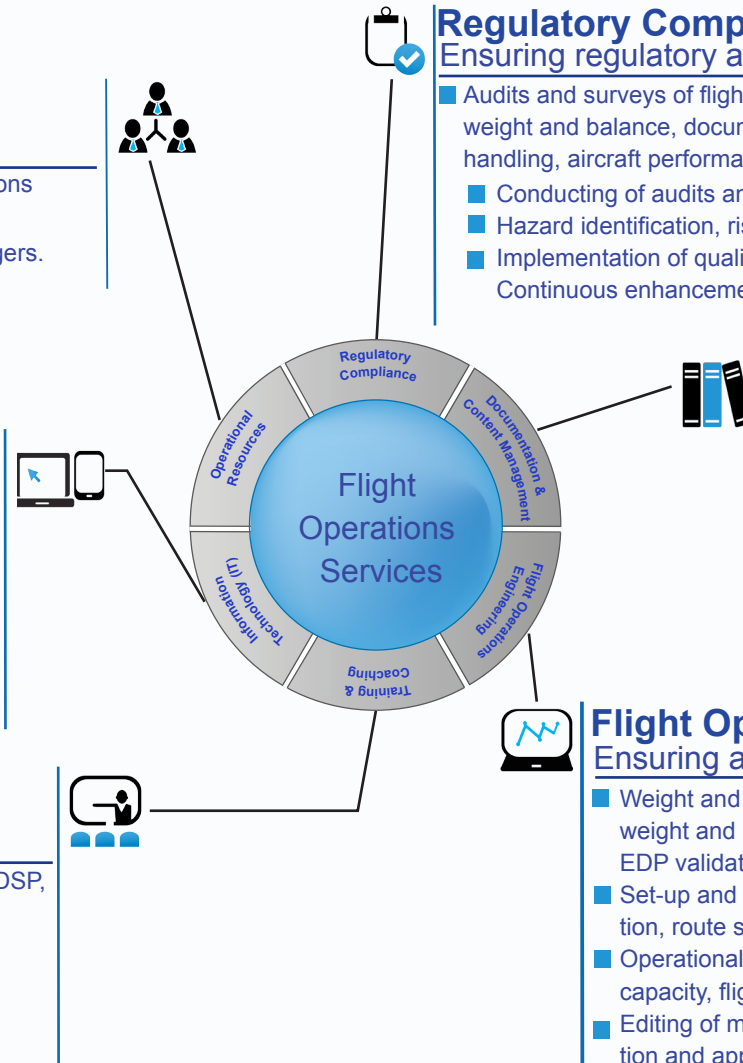 Regulatory Comp
Ensuring regulatory a
Audits and surveys of fligh
weight and balance, docur
handling, aircraft performa
Conducting of audits ar
Hazard identification, ris
Implementation of quali
Continuous enhanceme
ons
gers.
Regulatory
Compliance
Documentation &
Content Management
Flight Operations
Engineering
Training &
Coaching
Information
Technology (IT)
Operational
Resources
Flight
Operations
Services
DSP,
Flight Op
Ensuring a
Weight and
weight and
EDP validat
Set-up and
tion, route s
Operational
capacity, flig
Editing of m
tion and app